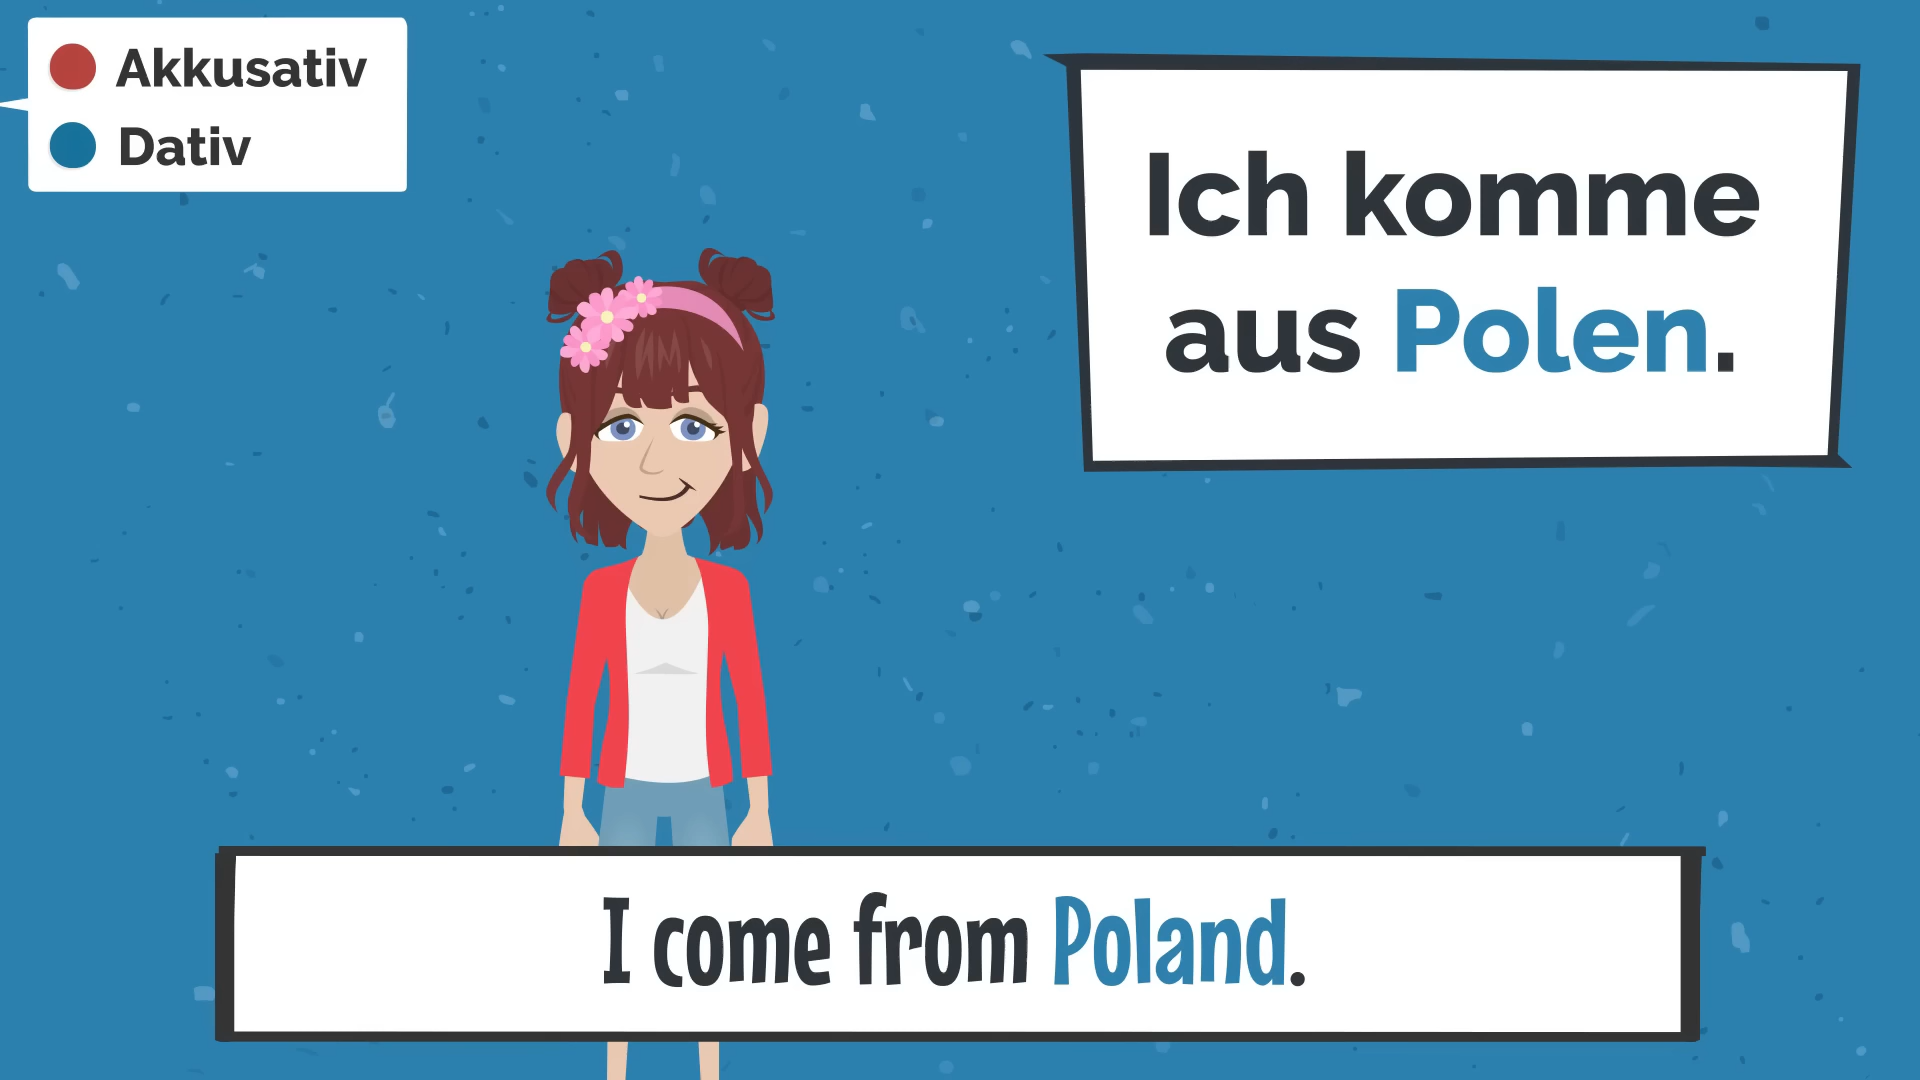 Akkusativ
Dativ
Ich komme
aus Polen.
I come from Poland.